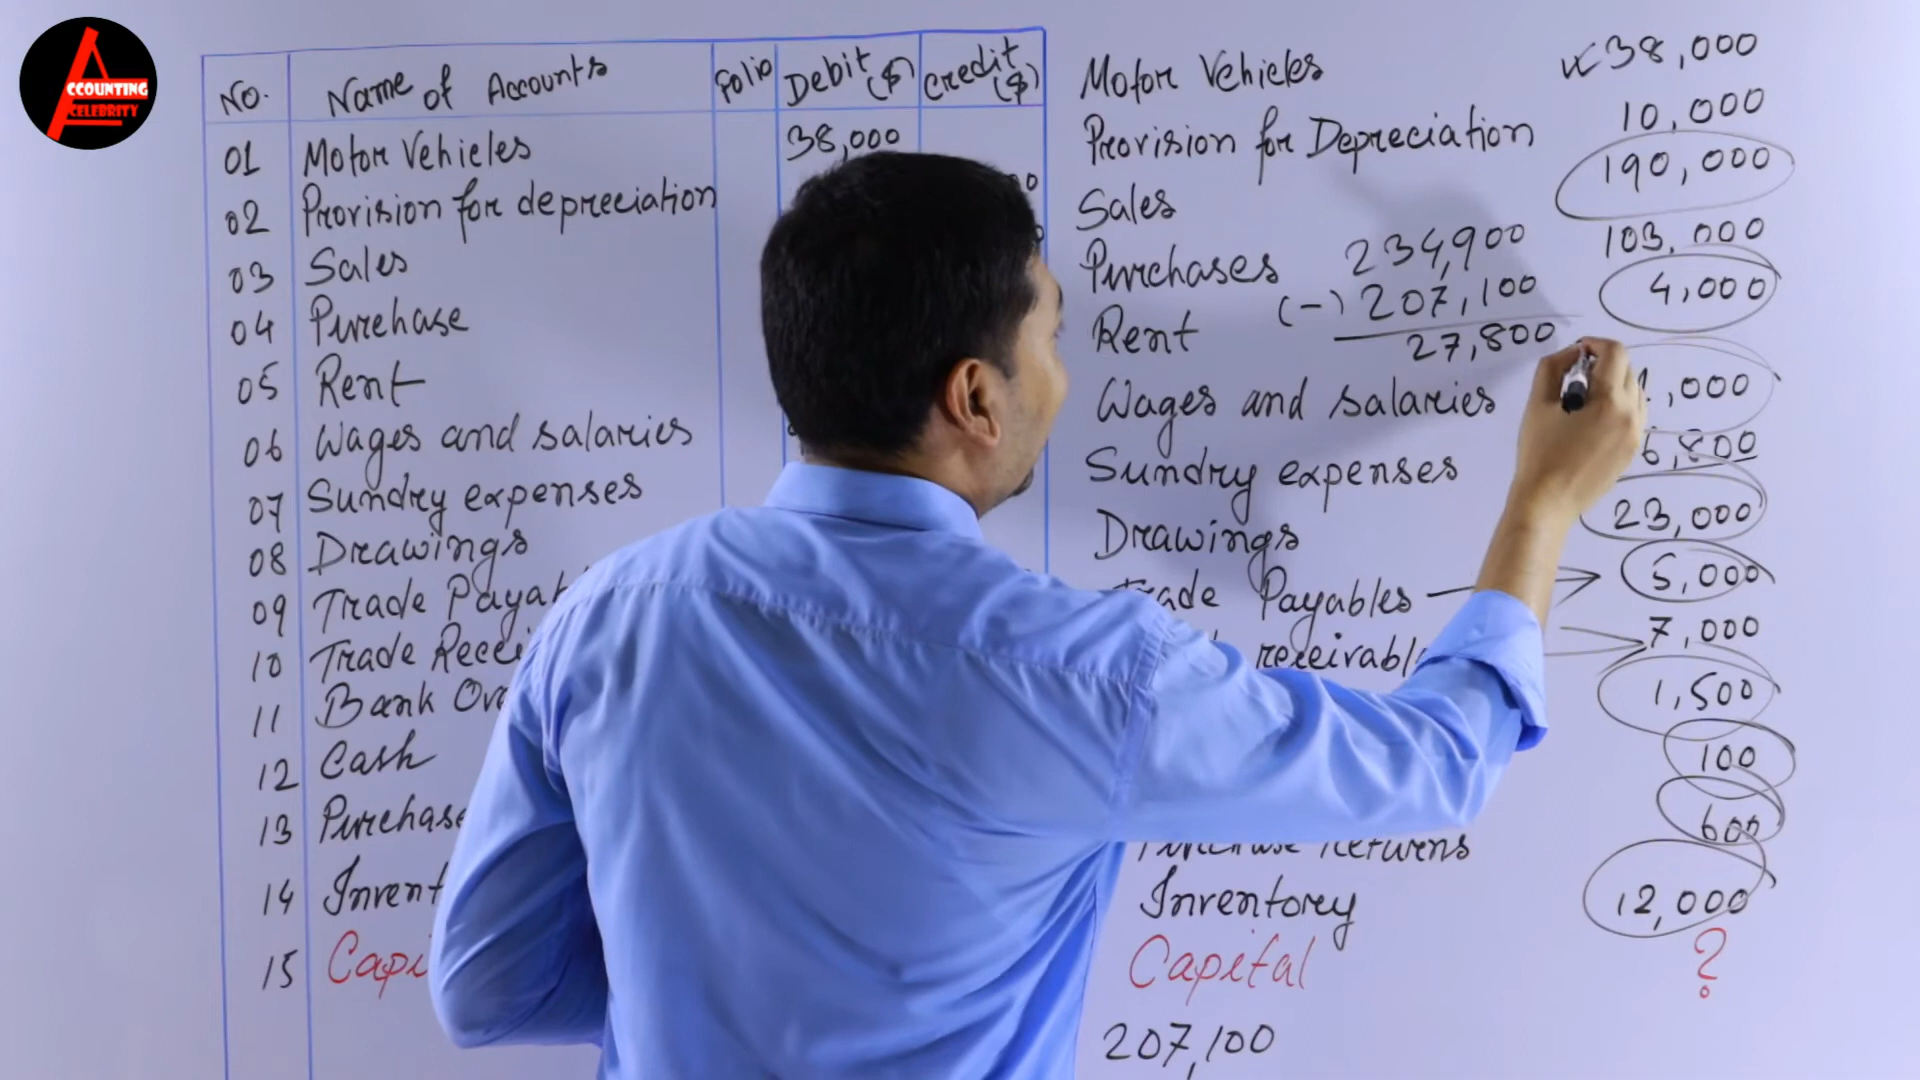 ACCOUNTING
CELEBRITY
No. Name of Accounts Folio Debit ($) Credit ($)
01 Motor Vehicles 38,000
02 Provision for depreciation
03 Sales
04 Purchase
05 Rent
06 Wages and salaries
07 Sundry expenses
08 Drawings
09 Trade Payab
10 Trade Recei
11 Bank Ov
12 Cash
13 Purchase
14 Invent
15 Capi
Motor Vehicles 38,000
Provision for Depreciation 10,000
Sales 190,000
Purchases 234,900 103,000
Rent (-) 207,100 4,000
27,800
Wages and salaries ,000
Sundry expenses 6,800
Drawings 23,000
ade Payables 5,000
receivabl 7,000
1,500
100
600
Returns
Inventory 12,000
Capital ?
207,100